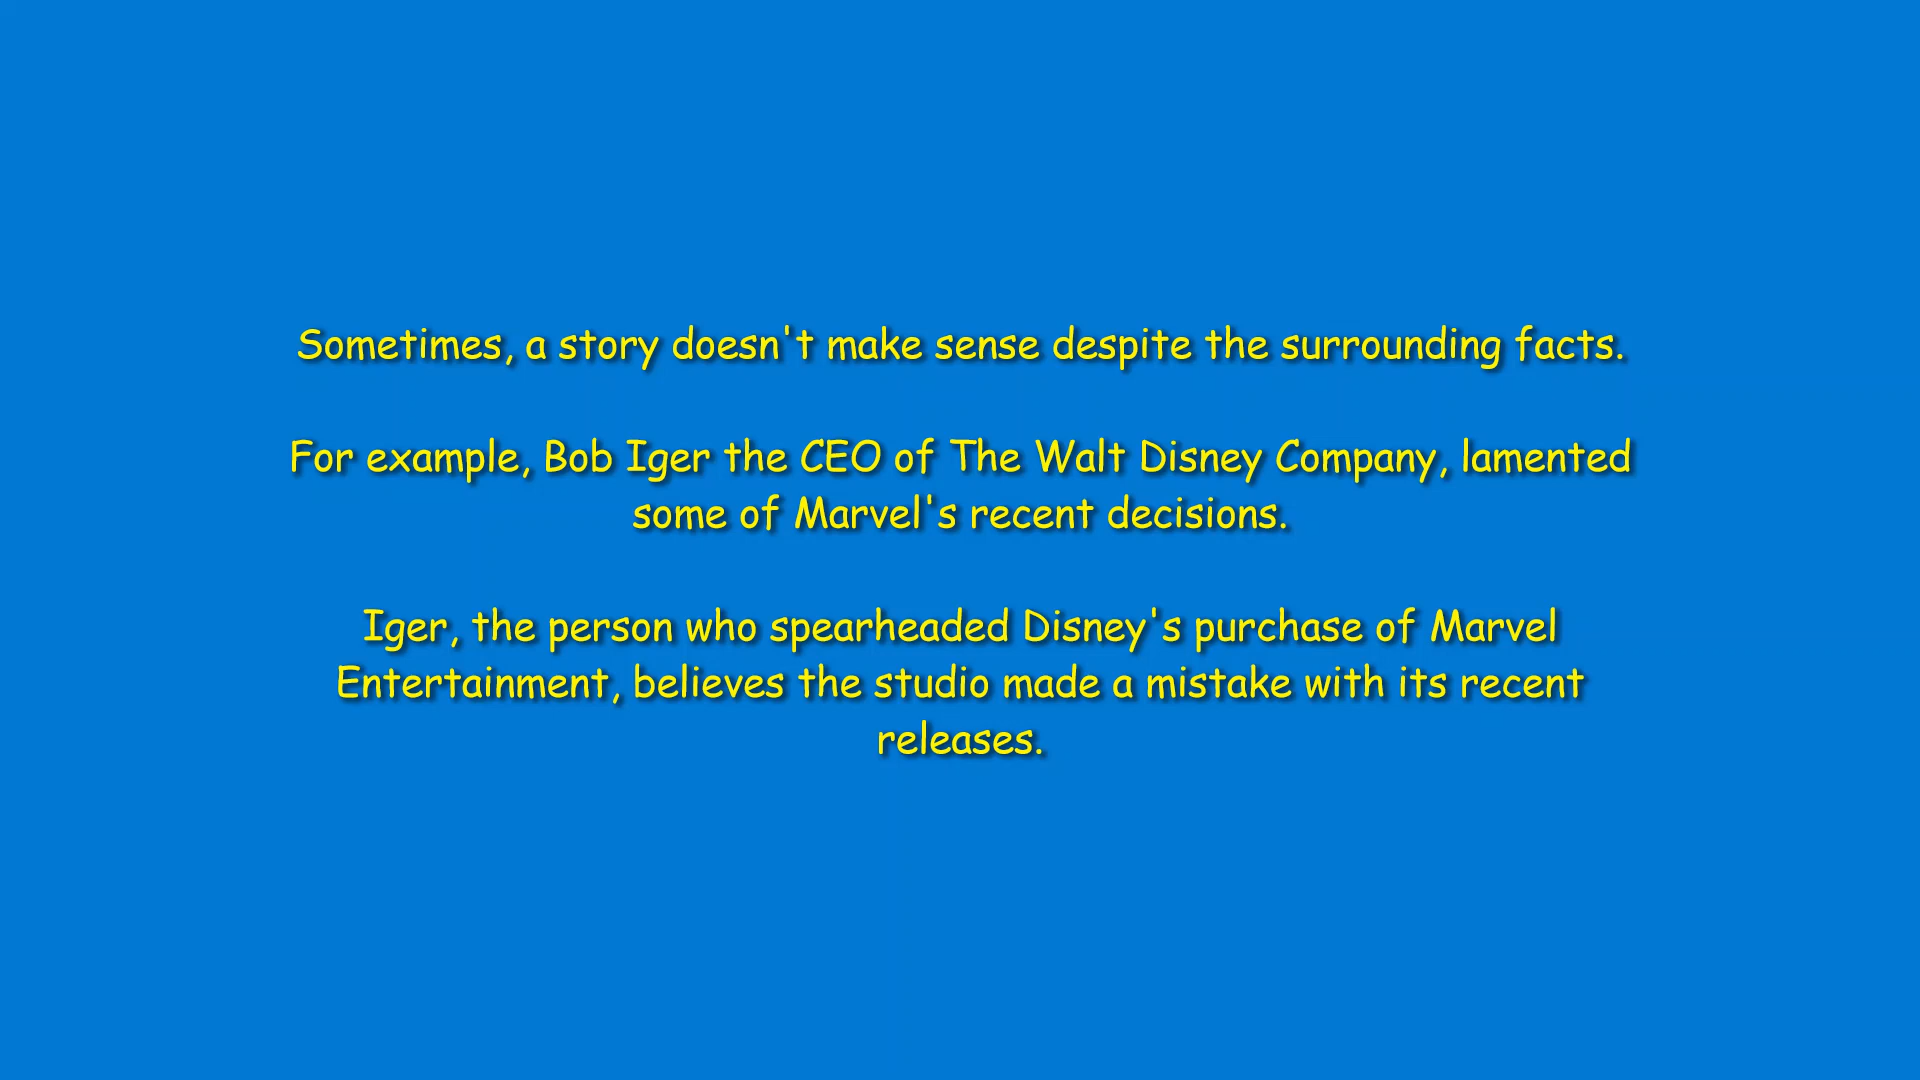 Sometimes, a story doesn't make sense despite the surrounding facts.
For example, Bob Iger the CEO of The Walt Disney Company, lamented
some of Marvel's recent decisions.
Iger, the person who spearheaded Disney's purchase of Marvel
Entertainment, believes the studio made a mistake with its recent
releases.